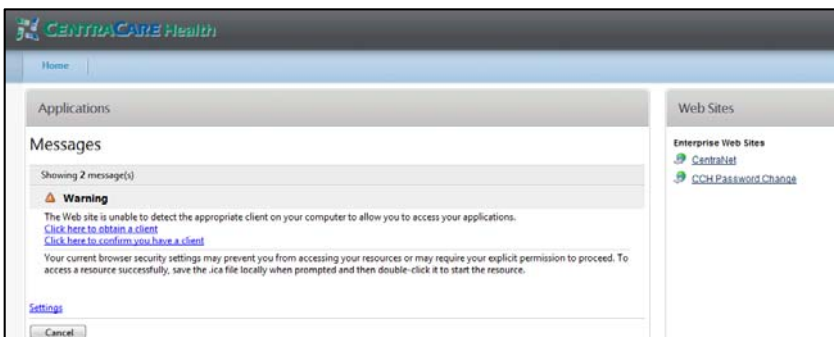 CENTRACARE Health
Home
Applications
Messages
Showing 2 message(s)
Warning
The Web site is unable to detect the appropriate client on your computer to allow you to access your applications.
Click here to obtain a client
Click here to confirm you have a client
Your current browser security settings may prevent you from accessing your resources or may require your explicit permission to proceed. To
access a resource successfully, save the .ica file locally when prompted and then double-click it to start the resource.
Settings
Cancel
Web Sites
Enterprise Web Sites
CentraNet
CCH Password Change